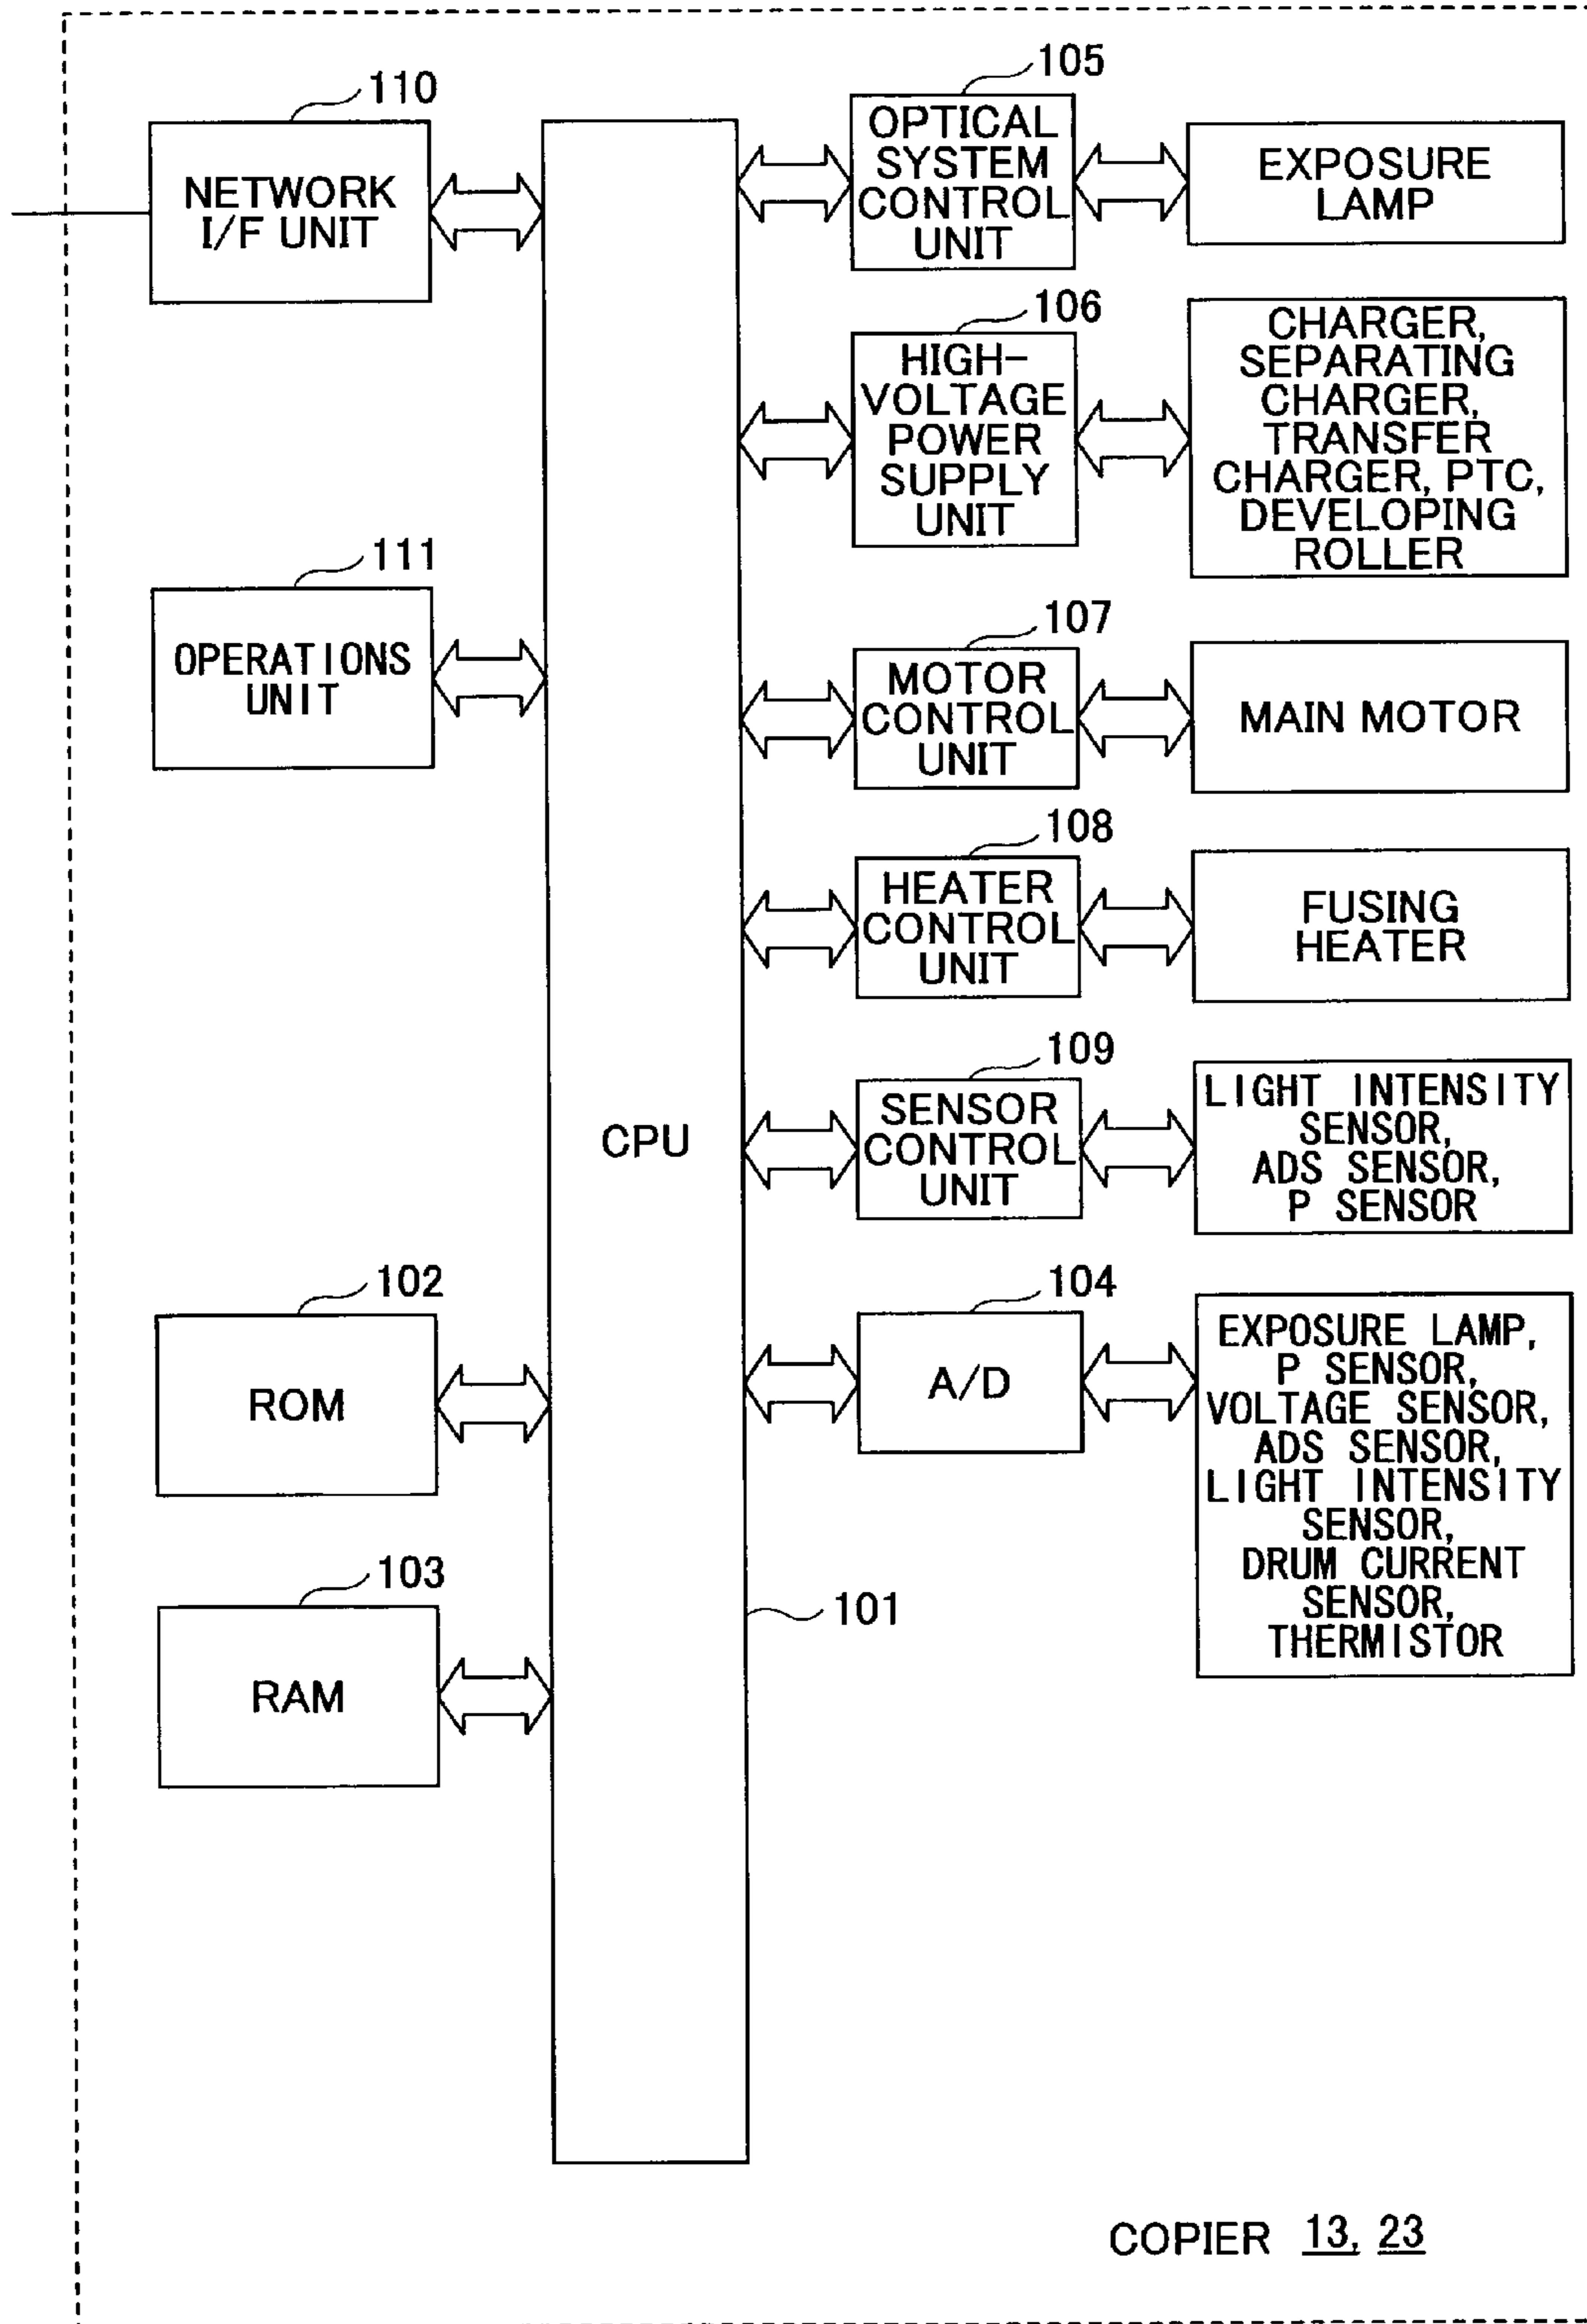 110
NETWORK
I/F UNIT
111
OPERATIONS
UNIT
102
ROM
103
RAM
CPU
101
105
OPTICAL
SYSTEM
CONTROL
UNIT
EXPOSURE
LAMP
106
HIGH-
VOLTAGE
POWER
SUPPLY
UNIT
CHARGER,
SEPARATING
CHARGER,
TRANSFER
CHARGER, PTC,
DEVELOPING
ROLLER
107
MOTOR
CONTROL
UNIT
MAIN MOTOR
108
HEATER
CONTROL
UNIT
FUSING
HEATER
109
SENSOR
CONTROL
UNIT
LIGHT INTENSITY
SENSOR,
ADS SENSOR,
P SENSOR
104
A/D
EXPOSURE LAMP,
P SENSOR,
VOLTAGE SENSOR,
ADS SENSOR,
LIGHT INTENSITY
SENSOR,
DRUM CURRENT
SENSOR,
THERMISTOR
COPIER 13, 23